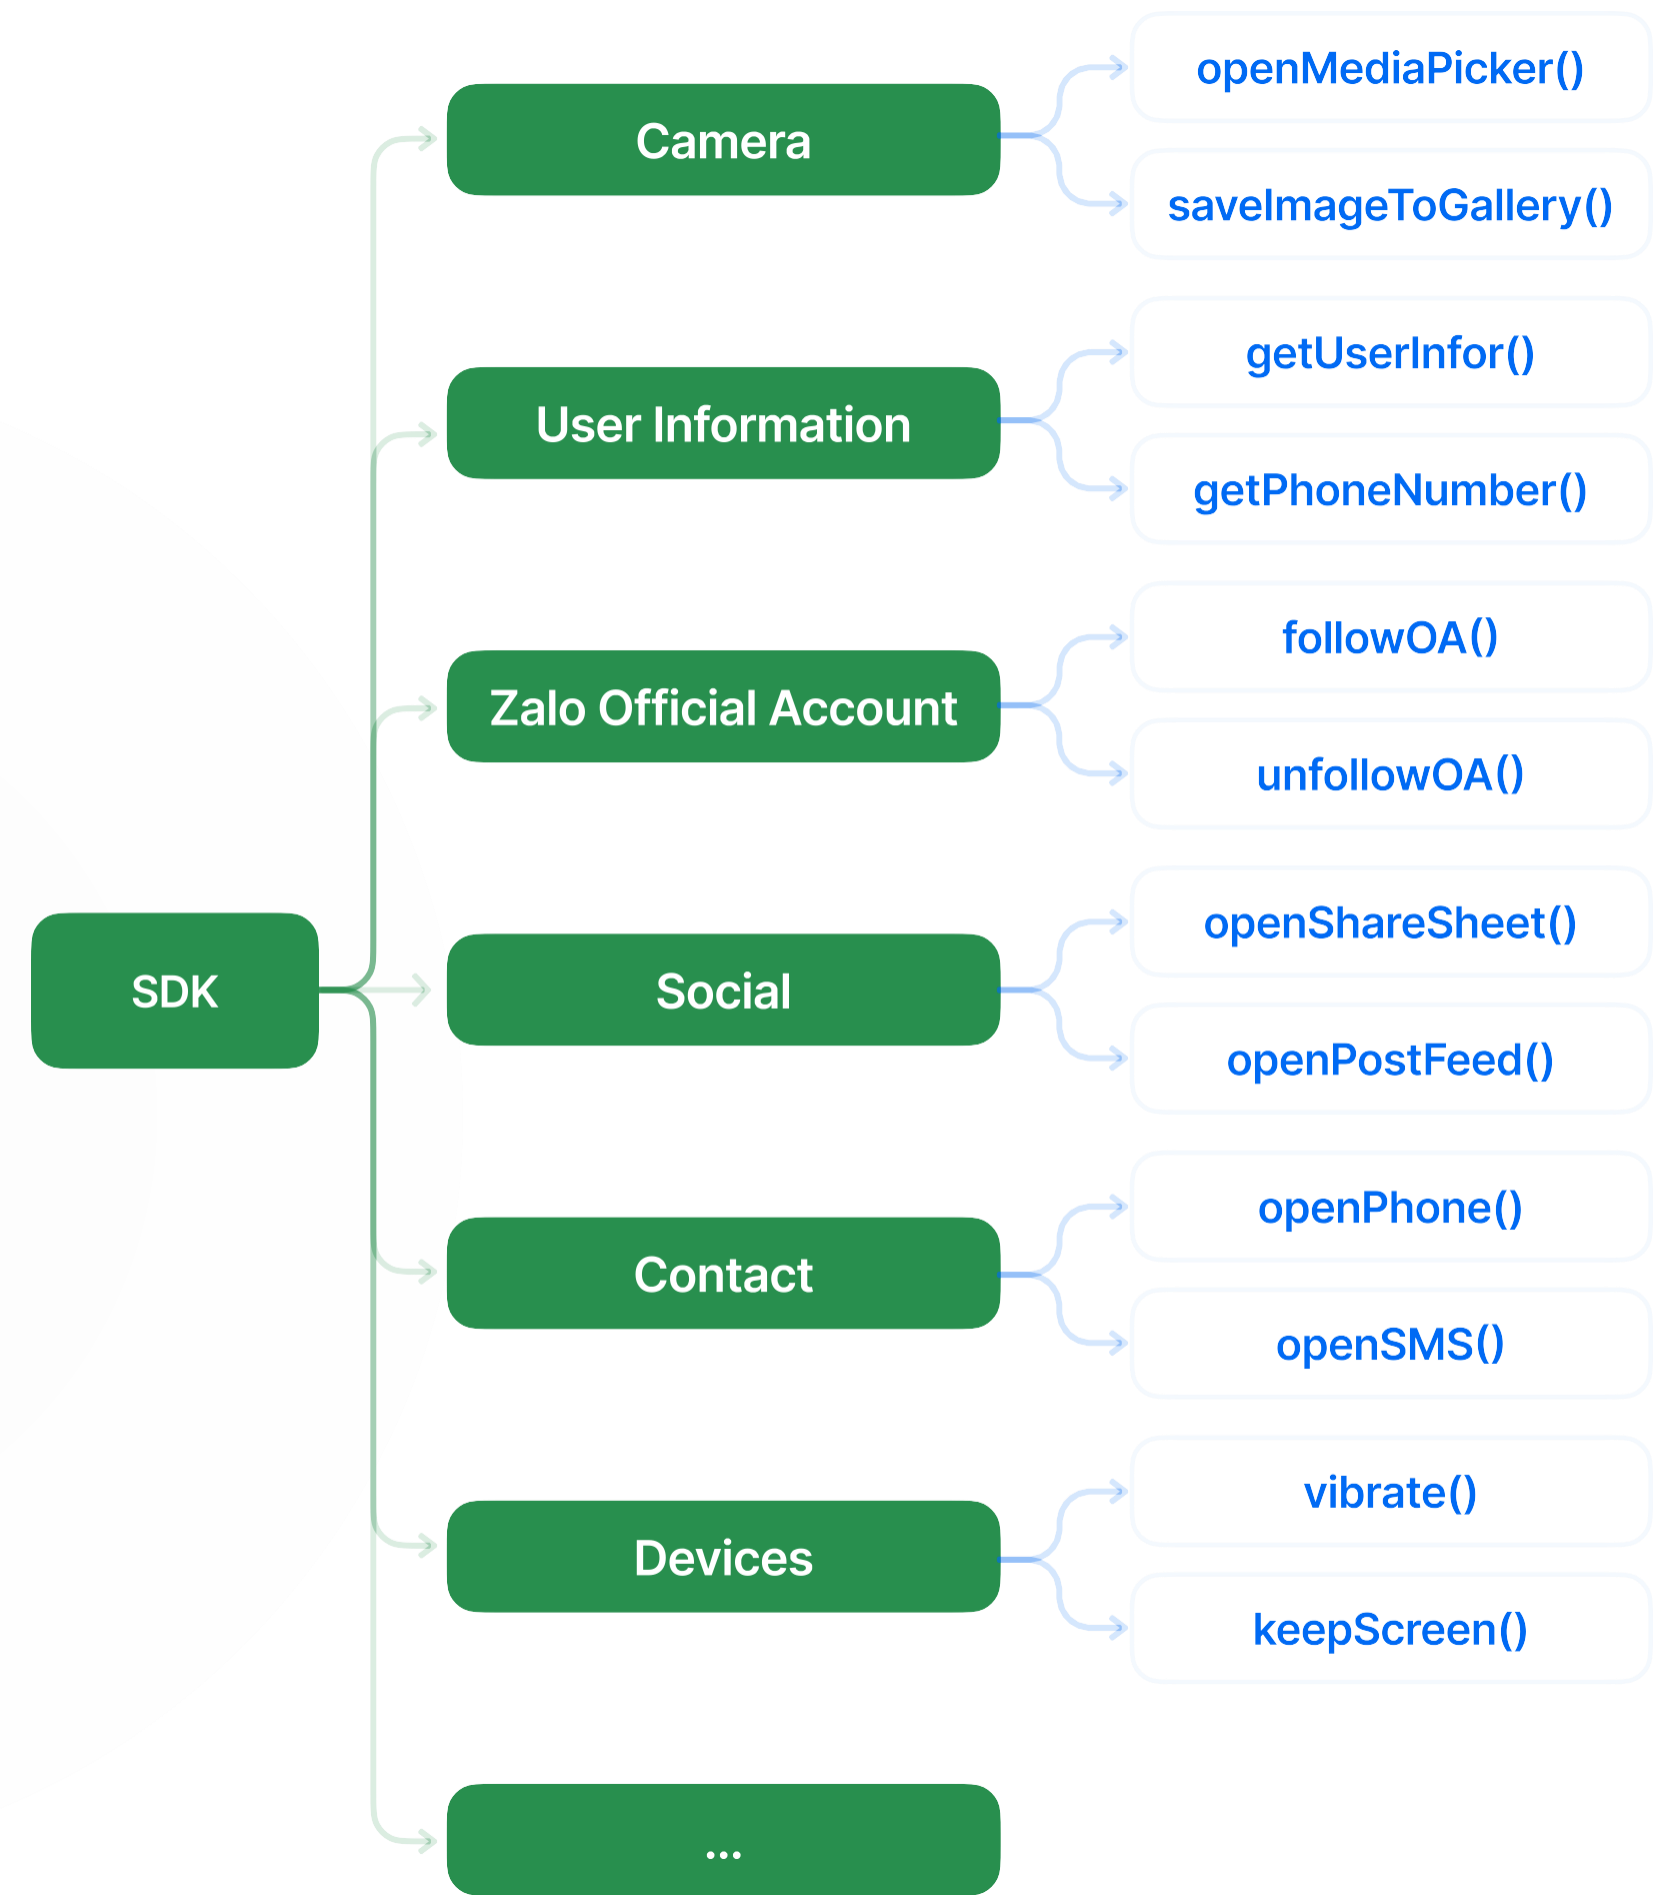 SDK
Camera
openMediaPicker()
saveImageToGallery()
User Information
getUserInfor()
getPhoneNumber()
Zalo Official Account
followOA()
unfollowOA()
Social
openShareSheet()
openPostFeed()
Contact
openPhone()
openSMS()
Devices
vibrate()
keepScreen()
...